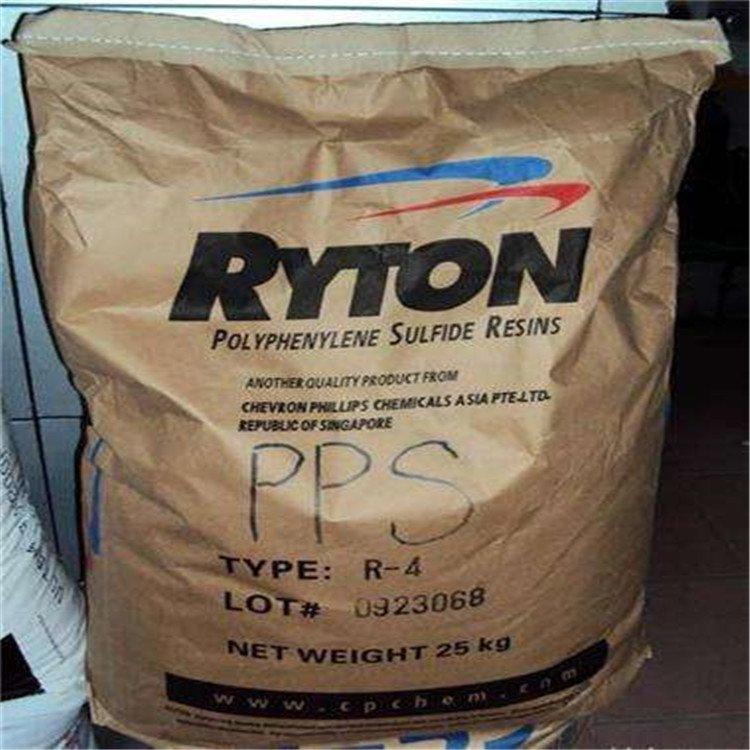 RYTON
POLYPHENYLENE SULFIDE RESINS
ANOTHER QUALITY PRODUCT FROM
CHEVRON PHILLIPS CHEMICALS ASIA PTE-LTD.
REPUBLIC OF SINGAPORE
PPS
TYPE: R-4
LOT# 0923068
NET WEIGHT 25 kg
www.cpchem.com